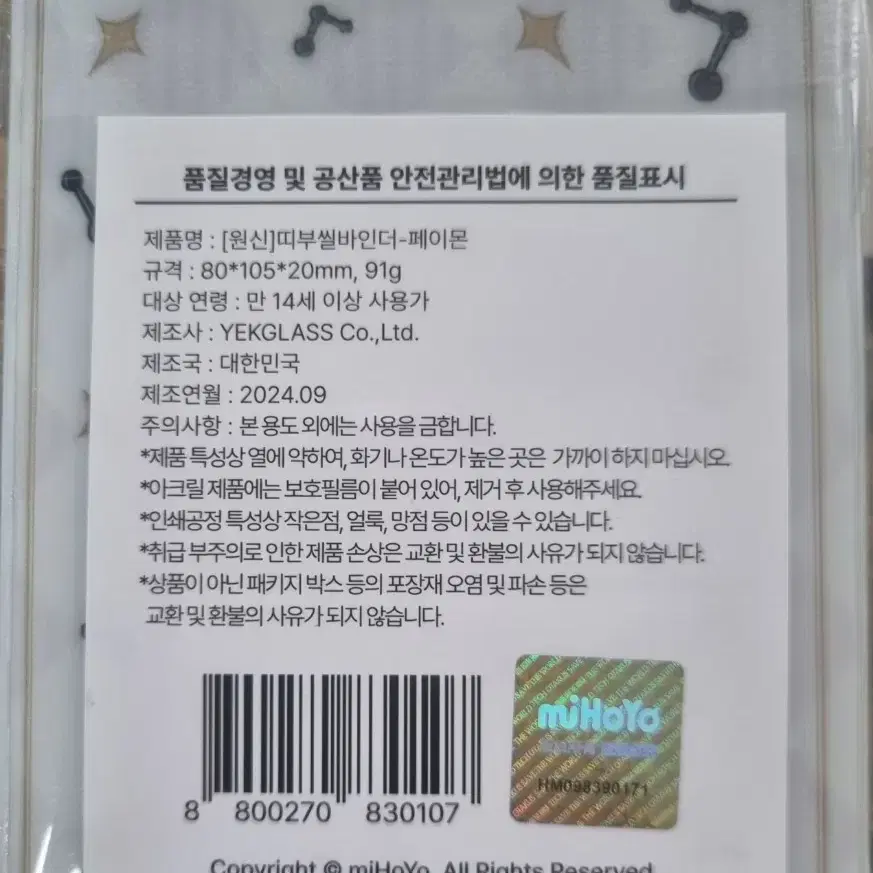 품질경영 및 공산품 안전관리법에 의한 품질표시
제품명 : [원신]띠부씰바인더-페이몬
규격 : 80*105*20mm, 91g
대상 연령 : 만 14세 이상 사용가
제조사 : YEKGLASS Co.,Ltd.
제조국 : 대한민국
제조연월 : 2024.09
주의사항 : 본 용도 외에는 사용을 금합니다.
*제품 특성상 열에 약하여, 화기나 온도가 높은 곳은 가까이 하지 마십시오.
*아크릴 제품에는 보호필름이 붙어 있어, 제거 후 사용해주세요.
*인쇄공정 특성상 작은점, 얼룩, 망점 등이 있을 수 있습니다.
*취급 부주의로 인한 제품 손상은 교환 및 환불의 사유가 되지 않습니다.
*상품이 아닌 패키지 박스 등의 포장재 오염 및 파손 등은
교환 및 환불의 사유가 되지 않습니다.
miHoYo
HM098390171
8 800270 830107
Copyright © miHoYo. All Rights Reserved